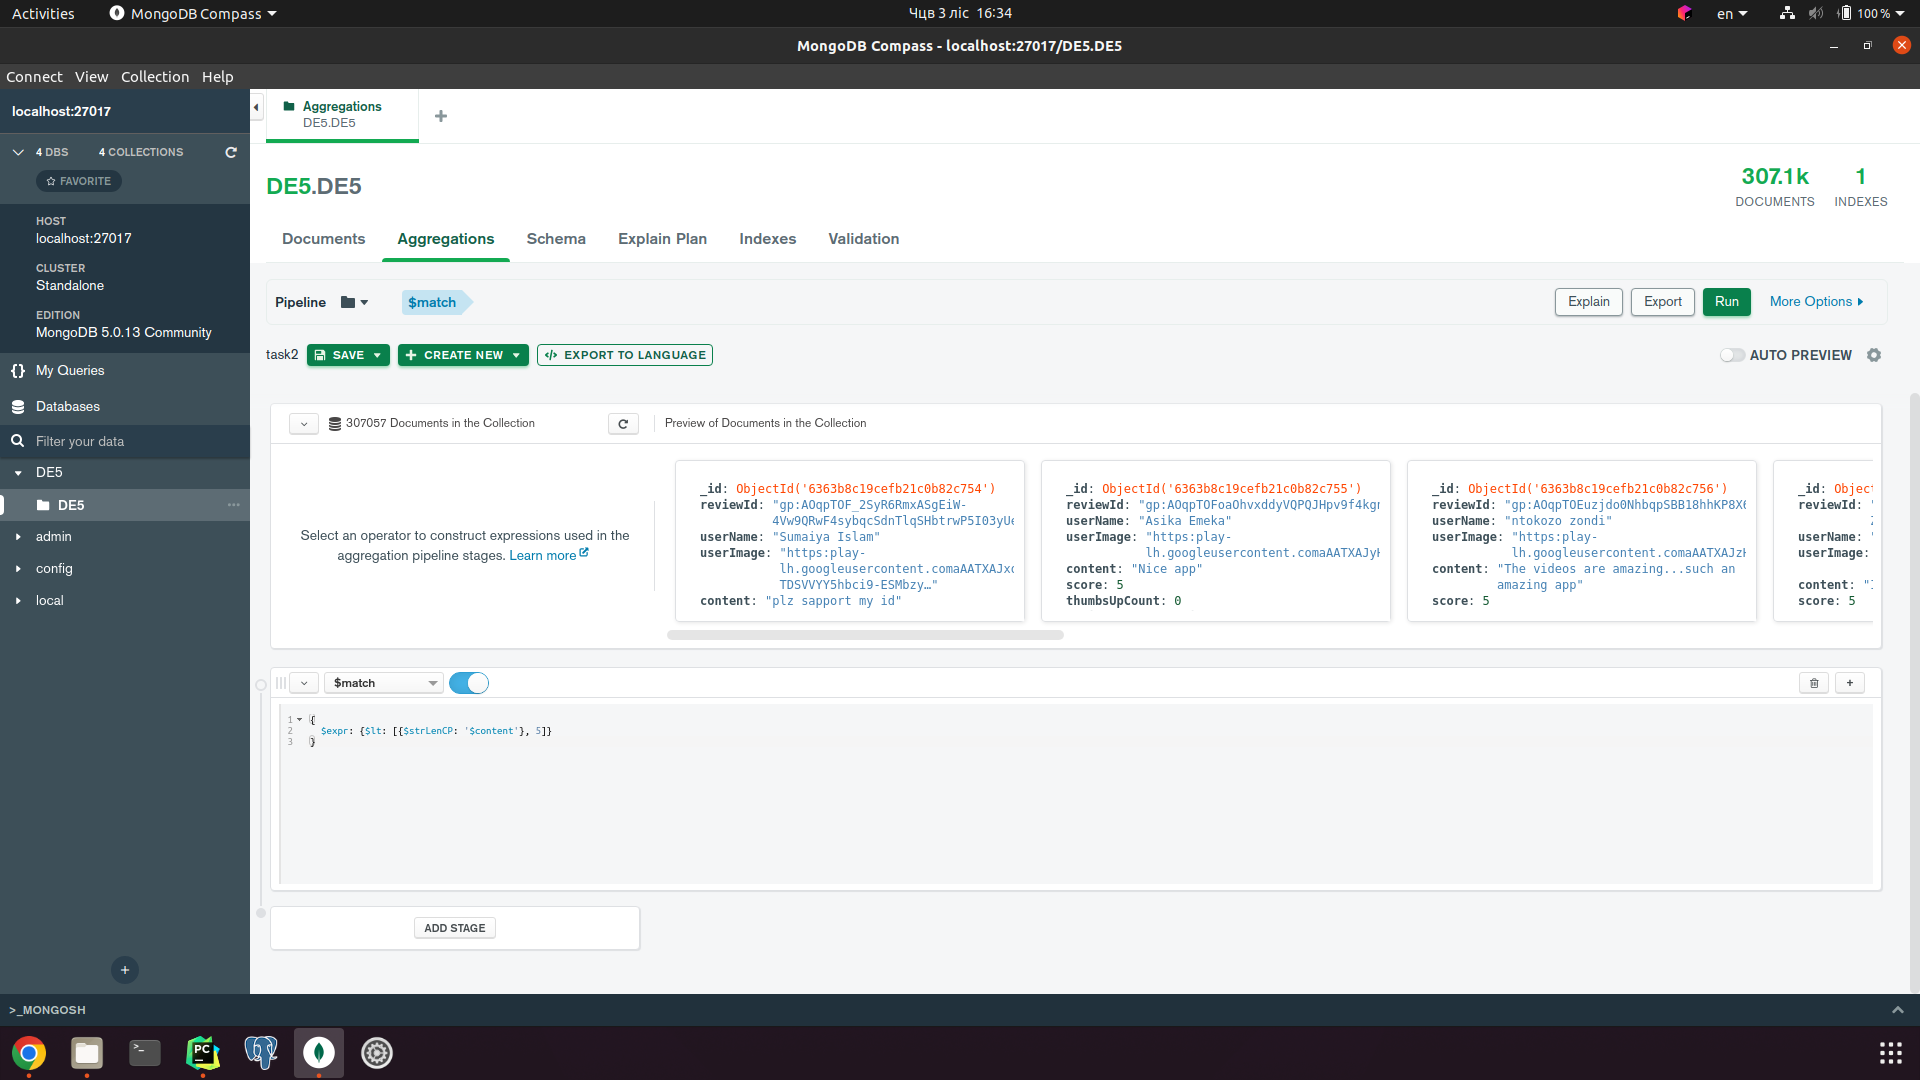 Activities
MongoDB Compass
Чцв 3 ліс 16:34
en
100 %
MongoDB Compass - localhost:27017/DE5.DE5
Connect View Collection Help
localhost:27017
4 DBS 4 COLLECTIONS
FAVORITE
HOST
localhost:27017
CLUSTER
Standalone
EDITION
MongoDB 5.0.13 Community
My Queries
Databases
Filter your data
DE5
DE5
admin
config
local
>_MONGOSH
Aggregations
DE5.DE5
DE5.DE5
307.1k
DOCUMENTS
1
INDEXES
Documents Aggregations Schema Explain Plan Indexes Validation
Pipeline
$match
Explain
Export
Run
More Options
task2
SAVE
CREATE NEW
EXPORT TO LANGUAGE
AUTO PREVIEW
307057 Documents in the Collection
Preview of Documents in the Collection
Select an operator to construct expressions used in the
aggregation pipeline stages. Learn more
_id: ObjectId('6363b8c19cefb21c0b82c754')
reviewId: "gp:AOqpTOF_2SyR6RmxASgEiW-
4Vw9QRwF4sybqcSdnTlqSHbtrwP5I03yUe
userName: "Sumaiya Islam"
userImage: "https:play-
lh.googleusercontent.comaAATXAJxc
TDSVVYY5hbci9-ESMbzy…"
content: "plz sapport my id"
_id: ObjectId('6363b8c19cefb21c0b82c755')
reviewId: "gp:AOqpTOFoaOhvxddyVQPQJHpv9f4kgr
userName: "Asika Emeka"
userImage: "https:play-
lh.googleusercontent.comaAATXAJyH
content: "Nice app"
score: 5
thumbsUpCount: 0
_id: ObjectId('6363b8c19cefb21c0b82c756')
reviewId: "gp:AOqpTOEuzjdo0NhbqpSBB18hhKP8X6
userName: "ntokozo zondi"
userImage: "https:play-
lh.googleusercontent.comaAATXAJzH
content: "The videos are amazing...such an
amazing app"
score: 5
_id: Object
reviewId: "
userName: "
userImage:
content: "
score: 5
$match
1 {
2 $expr: {$lt: [{$strLenCP: '$content'}, 5]}
3 }
ADD STAGE